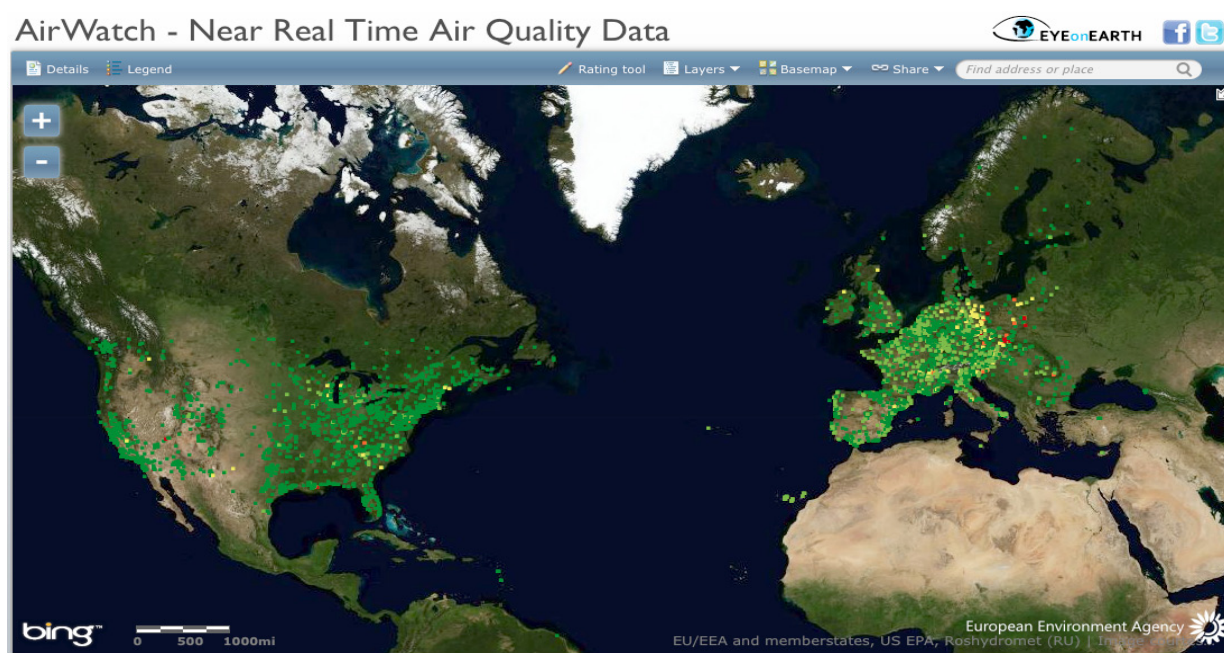 AirWatch - Near Real Time Air Quality Data
EYEonEARTH
Details Legend Rating tool Layers Basemap Share Find address or place
+
-
bing™
0 500 1000mi
European Environment Agency
EU/EEA and memberstates, US EPA, Roshydromet (RU) |